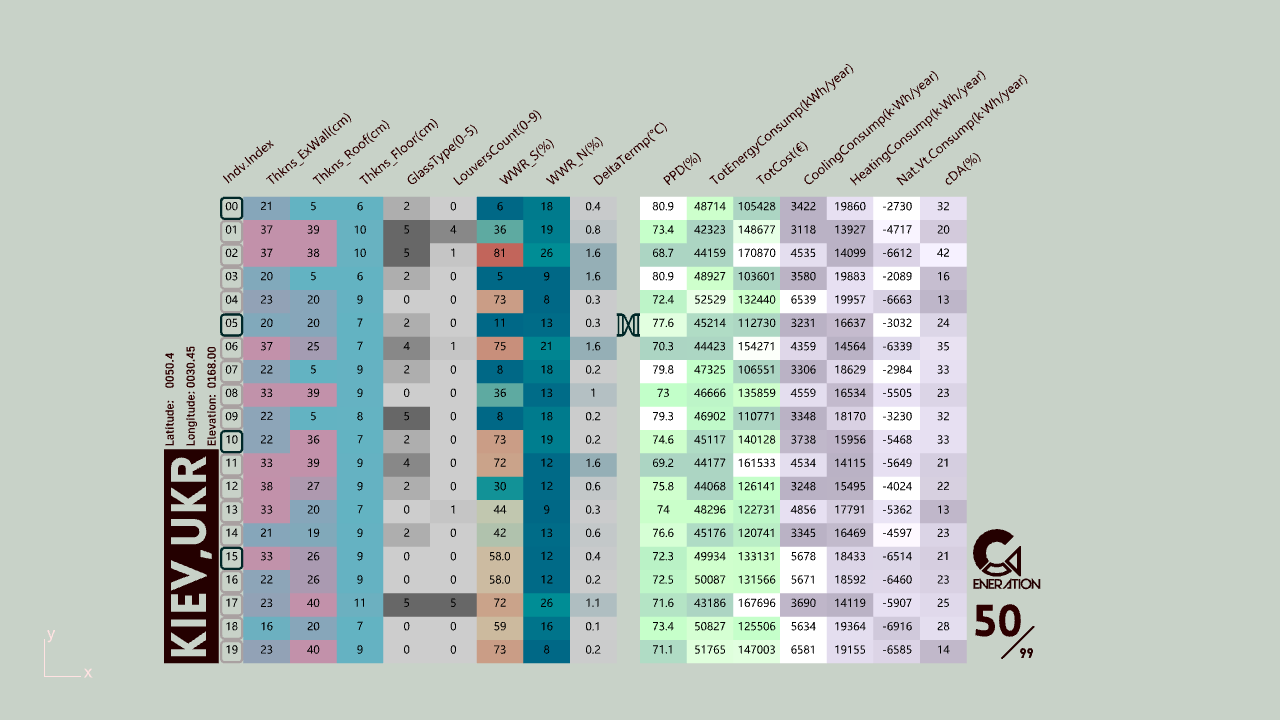 Indv.Index Thkns_ExWall(cm) Thkns_Roof(cm) Thkns_Floor(cm) GlassType(0-5) LouversCount(0-9) WWR_S(%) WWR_N(%) DeltaTermp(°C) PPD(%) TotEnergyConsump(kWh/year) TotCost(€) CoolingConsump(k·Wh/year) HeatingConsump(k·Wh/year) Nat.Vt.Consump(k·Wh/year) cDA(%)
00 21 5 6 2 0 6 18 0.4 80.9 48714 105428 3422 19860 -2730 32
01 37 39 10 5 4 36 19 0.8 73.4 42323 148677 3118 13927 -4717 20
02 37 38 10 5 1 81 26 1.6 68.7 44159 170870 4535 14099 -6612 42
03 20 5 6 2 0 5 9 1.6 80.9 48927 103601 3580 19883 -2089 16
04 23 20 9 0 0 73 8 0.3 72.4 52529 132440 6539 19957 -6663 13
05 20 20 7 2 0 11 13 0.3 77.6 45214 112730 3231 16637 -3032 24
06 37 25 7 4 1 75 21 1.6 70.3 44423 154271 4359 14564 -6339 35
07 22 5 9 2 0 8 18 0.2 79.8 47325 106551 3306 18629 -2984 33
08 33 39 9 0 0 36 13 1 73 46666 135859 4559 16534 -5505 23
09 22 5 8 5 0 8 18 0.2 79.3 46902 110771 3348 18170 -3230 32
10 22 36 7 2 0 73 19 0.2 74.6 45117 140128 3738 15956 -5468 33
11 33 39 9 4 0 72 12 1.6 69.2 44177 161533 4534 14115 -5649 21
12 38 27 9 2 0 30 12 0.6 75.8 44068 126141 3248 15495 -4024 22
13 33 20 7 0 1 44 9 0.3 74 48296 122731 4856 17791 -5362 13
14 21 19 9 2 0 42 13 0.6 76.6 45176 120741 3345 16469 -4597 23
15 33 26 9 0 0 58.0 12 0.4 72.3 49934 133131 5678 18433 -6514 21
16 22 26 9 0 0 58.0 12 0.2 72.5 50087 131566 5671 18592 -6460 23
17 23 40 11 5 5 72 26 1.1 71.6 43186 167696 3690 14119 -5907 25
18 16 20 7 0 0 59 16 0.1 73.4 50827 125506 5634 19364 -6916 28
19 23 40 9 0 0 73 8 0.2 71.1 51765 147003 6581 19155 -6585 14
Latitude: 0050.4
Longitude: 0030.45
Elevation: 0168.00
KIEV,UKR
GENERATION
50/99
y
x